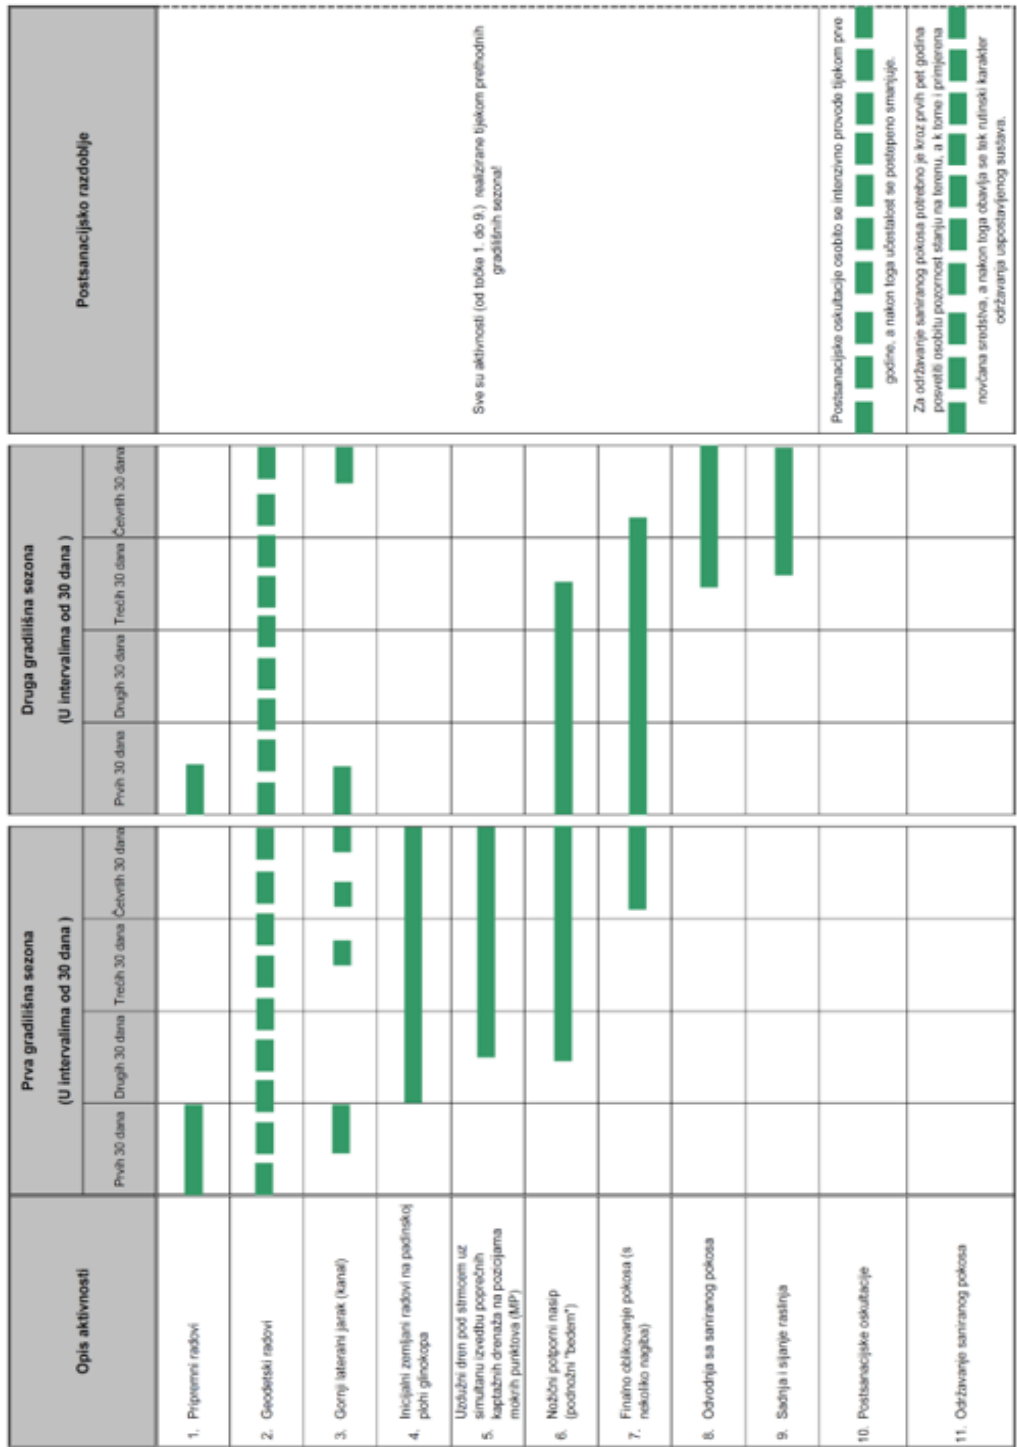 Opis aktivnosti
Prva gradilišna sezona
(U intervalima od 30 dana )
Prvih 30 dana
Drugih 30 dana
Trećih 30 dana
Četvrtih 30 dana
Druga gradilišna sezona
(U intervalima od 30 dana )
Prvih 30 dana
Drugih 30 dana
Trećih 30 dana
Četvrtih 30 dana
Postsanacijsko razdoblje
1. Pripremni radovi
2. Geodetski radovi
3. Gornji lateralni jarak (kanal)
4. Inicijalni zemljani radovi na padinskoj
plohi glinokopa
5. Uzdužni dren pod strmcem uz
simultanu izvedbu poprečnih
kaptažnih drenaža na pozicijama
mokrih punktova (MP)
6. Nožični potporni nasip
(podnožni "bedem")
7. Finalno oblikovanje pokosa (s
nekoliko nagiba)
8. Odvodnja sa saniranog pokosa
9. Sadnja i sijanje raslinja
Sve su aktivnosti (od točke 1. do 9.) realizirane tijekom prethodnih
gradilišnih sezona!
10. Postsanacijske oskultacije
Postsanacijske oskultacije osobito se intenzivno provode tijekom prve
godine, a nakon toga učestalost se postepeno smanjuje.
11. Održavanje saniranog pokosa
Za održavanje saniranog pokosa potrebno je kroz prvih pet godina
posvetiti osobitu pozornost stanju na terenu, a k tome i primjerena
novčana sredstva, a nakon toga obavlja se tek rutinski karakter
održavanja uspostavljenog sustava.